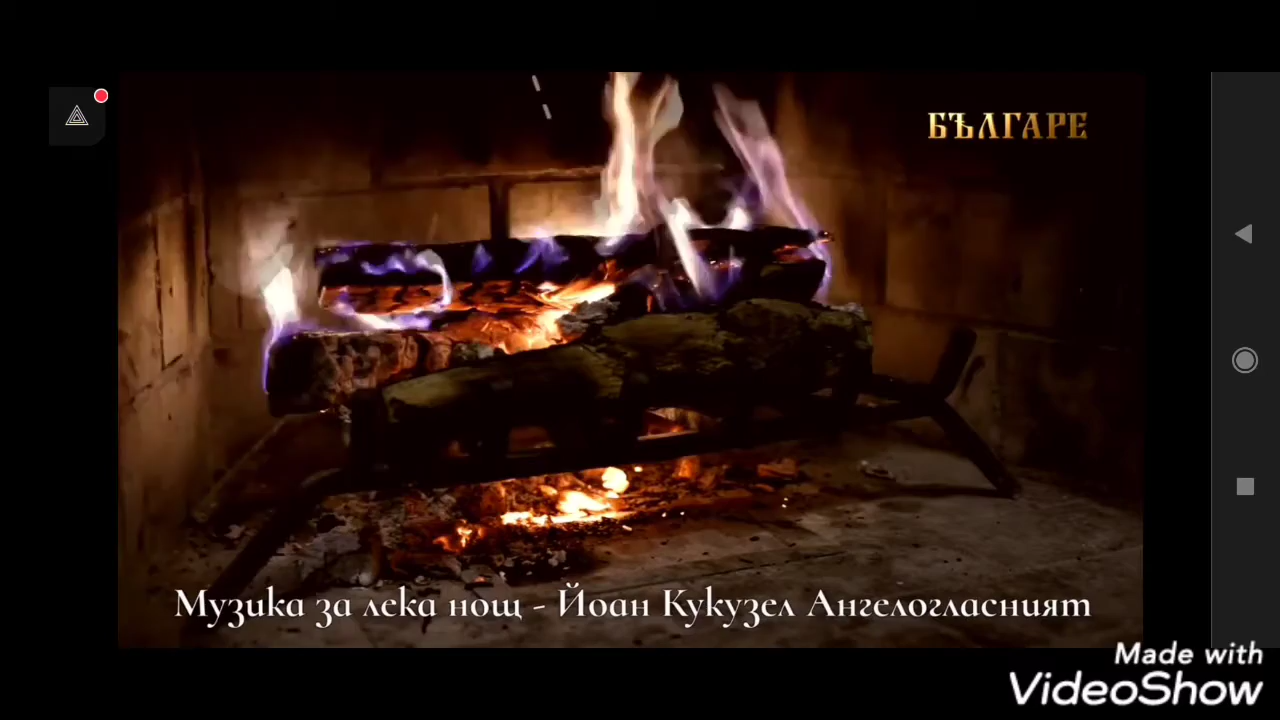 БЪЛГАРЕ
Музика за лека нощ - Йоан Кукузел Ангелогласният
Made with
VideoShow